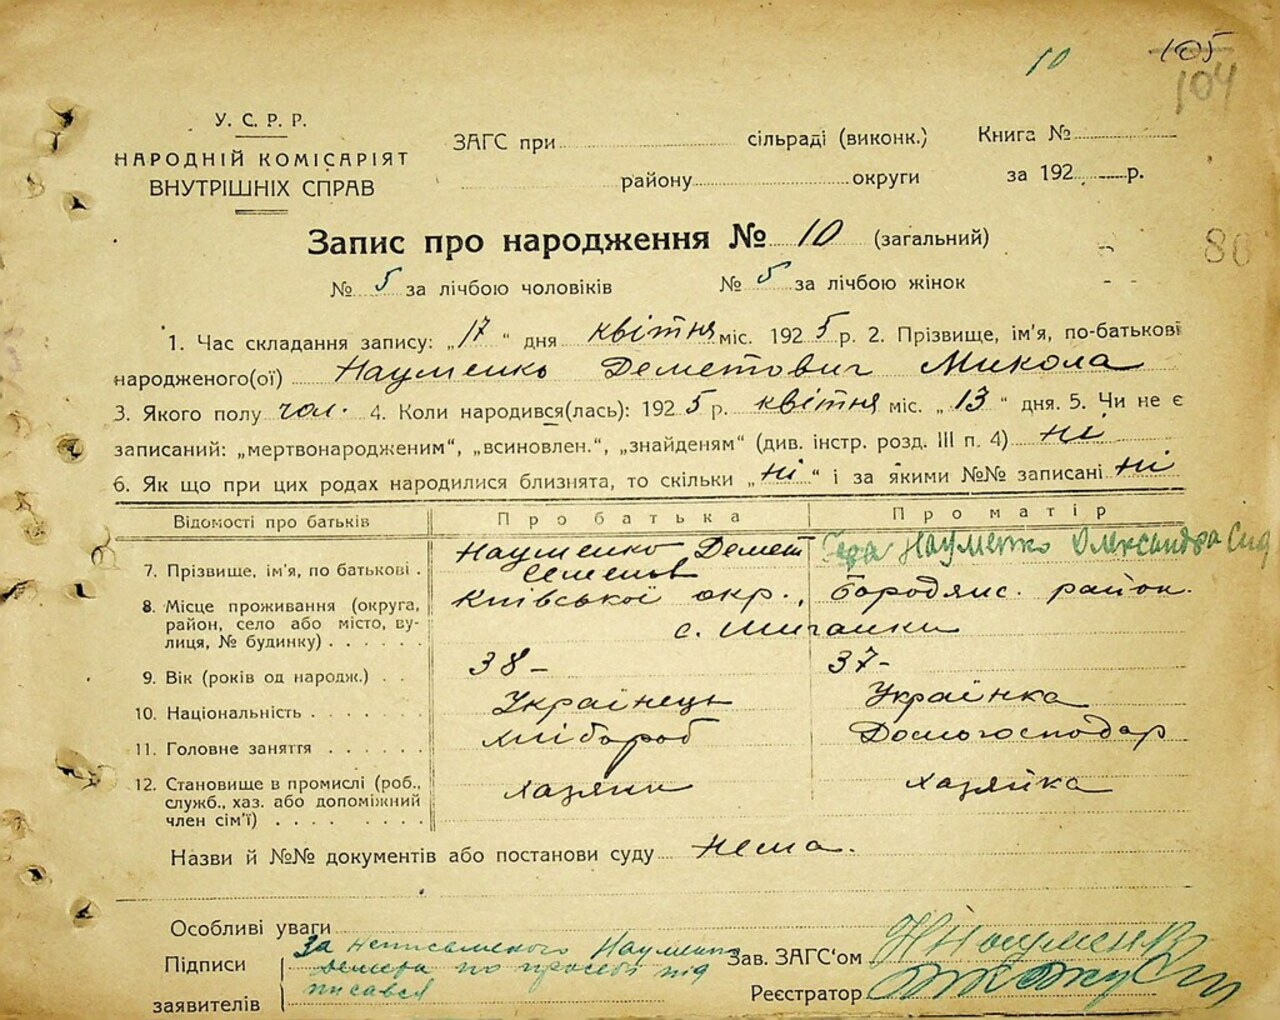 10 105
104
У. С. Р. Р.
НАРОДНІЙ КОМІСАРІЯТ
ВНУТРІШНІХ СПРАВ
ЗАГС при сільраді (виконк.) Книга №
району округи за 192 р.
Запис про народження № 10 (загальний)
80
№ 5 за лічбою чоловіків № 5 за лічбою жінок
1. Час складання запису: „17“ дня квітня міс. 1925 р. 2. Прізвище, ім'я, по-батькові
народженого(ої) Науменко Деметович Микола
3. Якого полу чол. 4. Коли народився(лась): 1925 р. квітня міс. „13“ дня. 5. Чи не є
записаний: „мертвонародженим“, „всиновлен.“, „знайденям“ (див. інстр. розд. III п. 4) ні
6. Як що при цих родах народилися близнята, то скільки „ні“ і за якими №№ записані ні
Відомості про батьків Про батька Про матір
7. Прізвище, ім'я, по батькові . Науменко Демет Семенов Науменко Олександра
8. Місце проживання (округа, Київської окр., Бородянс. район.
район, село або місто, ву-
лиця, № будинку) . . . . . . с.
9. Вік (років од народж.) . . 38- 37-
10. Національність . . . . . . . Українець Українка
11. Головне заняття . . . . . . хлібороб Домогосподар
12. Становище в промислі (роб., хазяин хазяйка
служб., хаз. або допоміжний
член сім'ї) . . . . . . . . .
Назви й №№ документів або постанови суду нема.
Особливі уваги
Підписи За неписьменого Науменко
Демета по просьбі під
писався
заявителів
Зав. ЗАГС'ом Науменко
Реєстратор